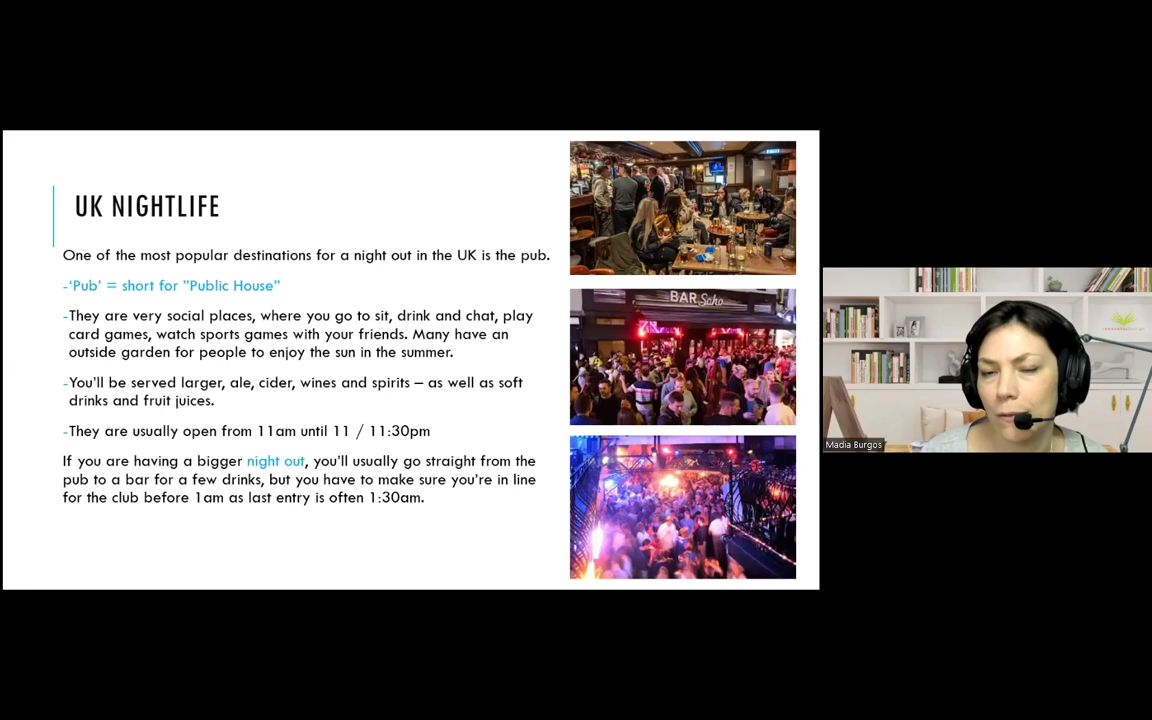 UK NIGHTLIFE
One of the most popular destinations for a night out in the UK is the pub.
-‘Pub’ = short for ”Public House”
-They are very social places, where you go to sit, drink and chat, play
card games, watch sports games with your friends. Many have an
outside garden for people to enjoy the sun in the summer.
-You’ll be served larger, ale, cider, wines and spirits – as well as soft
drinks and fruit juices.
-They are usually open from 11am until 11 / 11:30pm
If you are having a bigger night out, you’ll usually go straight from the
pub to a bar for a few drinks, but you have to make sure you’re in line
for the club before 1am as last entry is often 1:30am.
BAR Soho
Madia Burgos